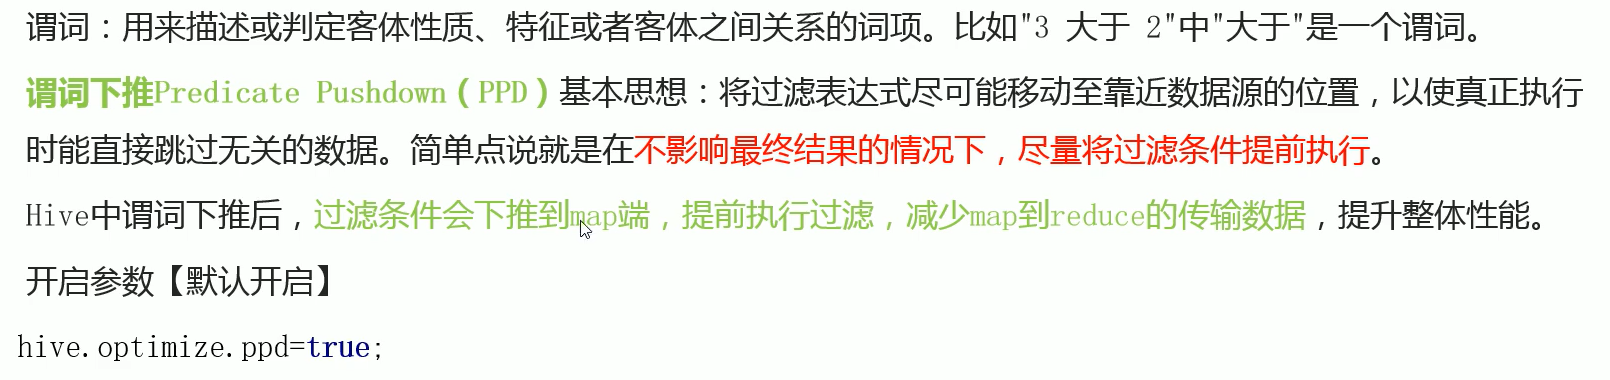 谓词：用来描述或判定客体性质、特征或者客体之间关系的词项。比如"3 大于 2"中"大于"是一个谓词。
谓词下推Predicate Pushdown（PPD）基本思想：将过滤表达式尽可能移动至靠近数据源的位置，以使真正执行
时能直接跳过无关的数据。简单点说就是在不影响最终结果的情况下，尽量将过滤条件提前执行。
Hive中谓词下推后，过滤条件会下推到map端，提前执行过滤，减少map到reduce的传输数据，提升整体性能。
开启参数【默认开启】
hive.optimize.ppd=true;